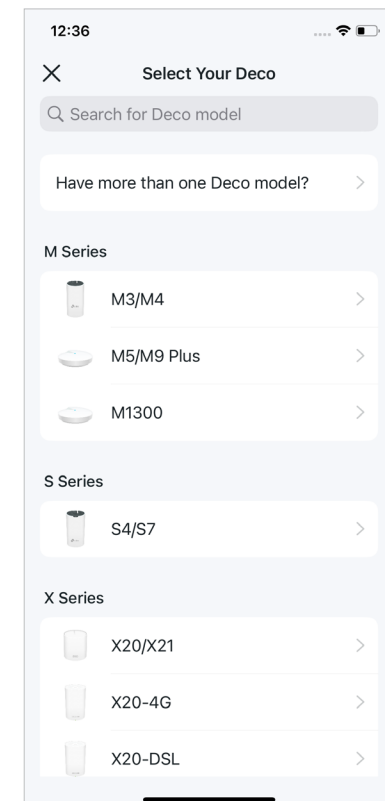 12:36
Select Your Deco
Search for Deco model
Have more than one Deco model?
M Series
M3/M4
M5/M9 Plus
M1300
S Series
S4/S7
X Series
X20/X21
X20-4G
X20-DSL